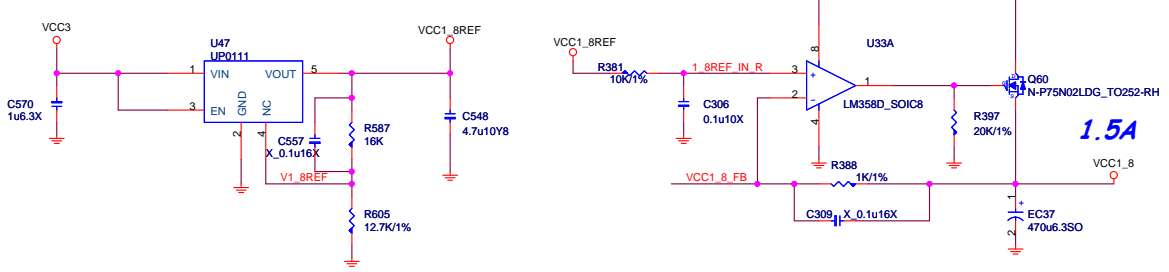 VCC3
VCC1_8REF
U47
UP0111
1
VIN
VOUT
5
3
EN
GND
NC
2
4
C570
1u6.3X
C557
X_0.1u16X
R587
16K
C548
4.7u10Y8
V1_8REF
R605
12.7K/1%
VCC1_8REF
R381
10K/1%
1_8REF_IN_R
C306
0.1u10X
U33A
8
3
+
2
-
1
4
LM358D_SOIC8
Q60
N-P75N02LDG_TO252-RH
R397
20K/1%
1.5A
VCC1_8
VCC1_8_FB
R388
1K/1%
C309
X_0.1u16X
1
+
EC37
470u6.3SO
2